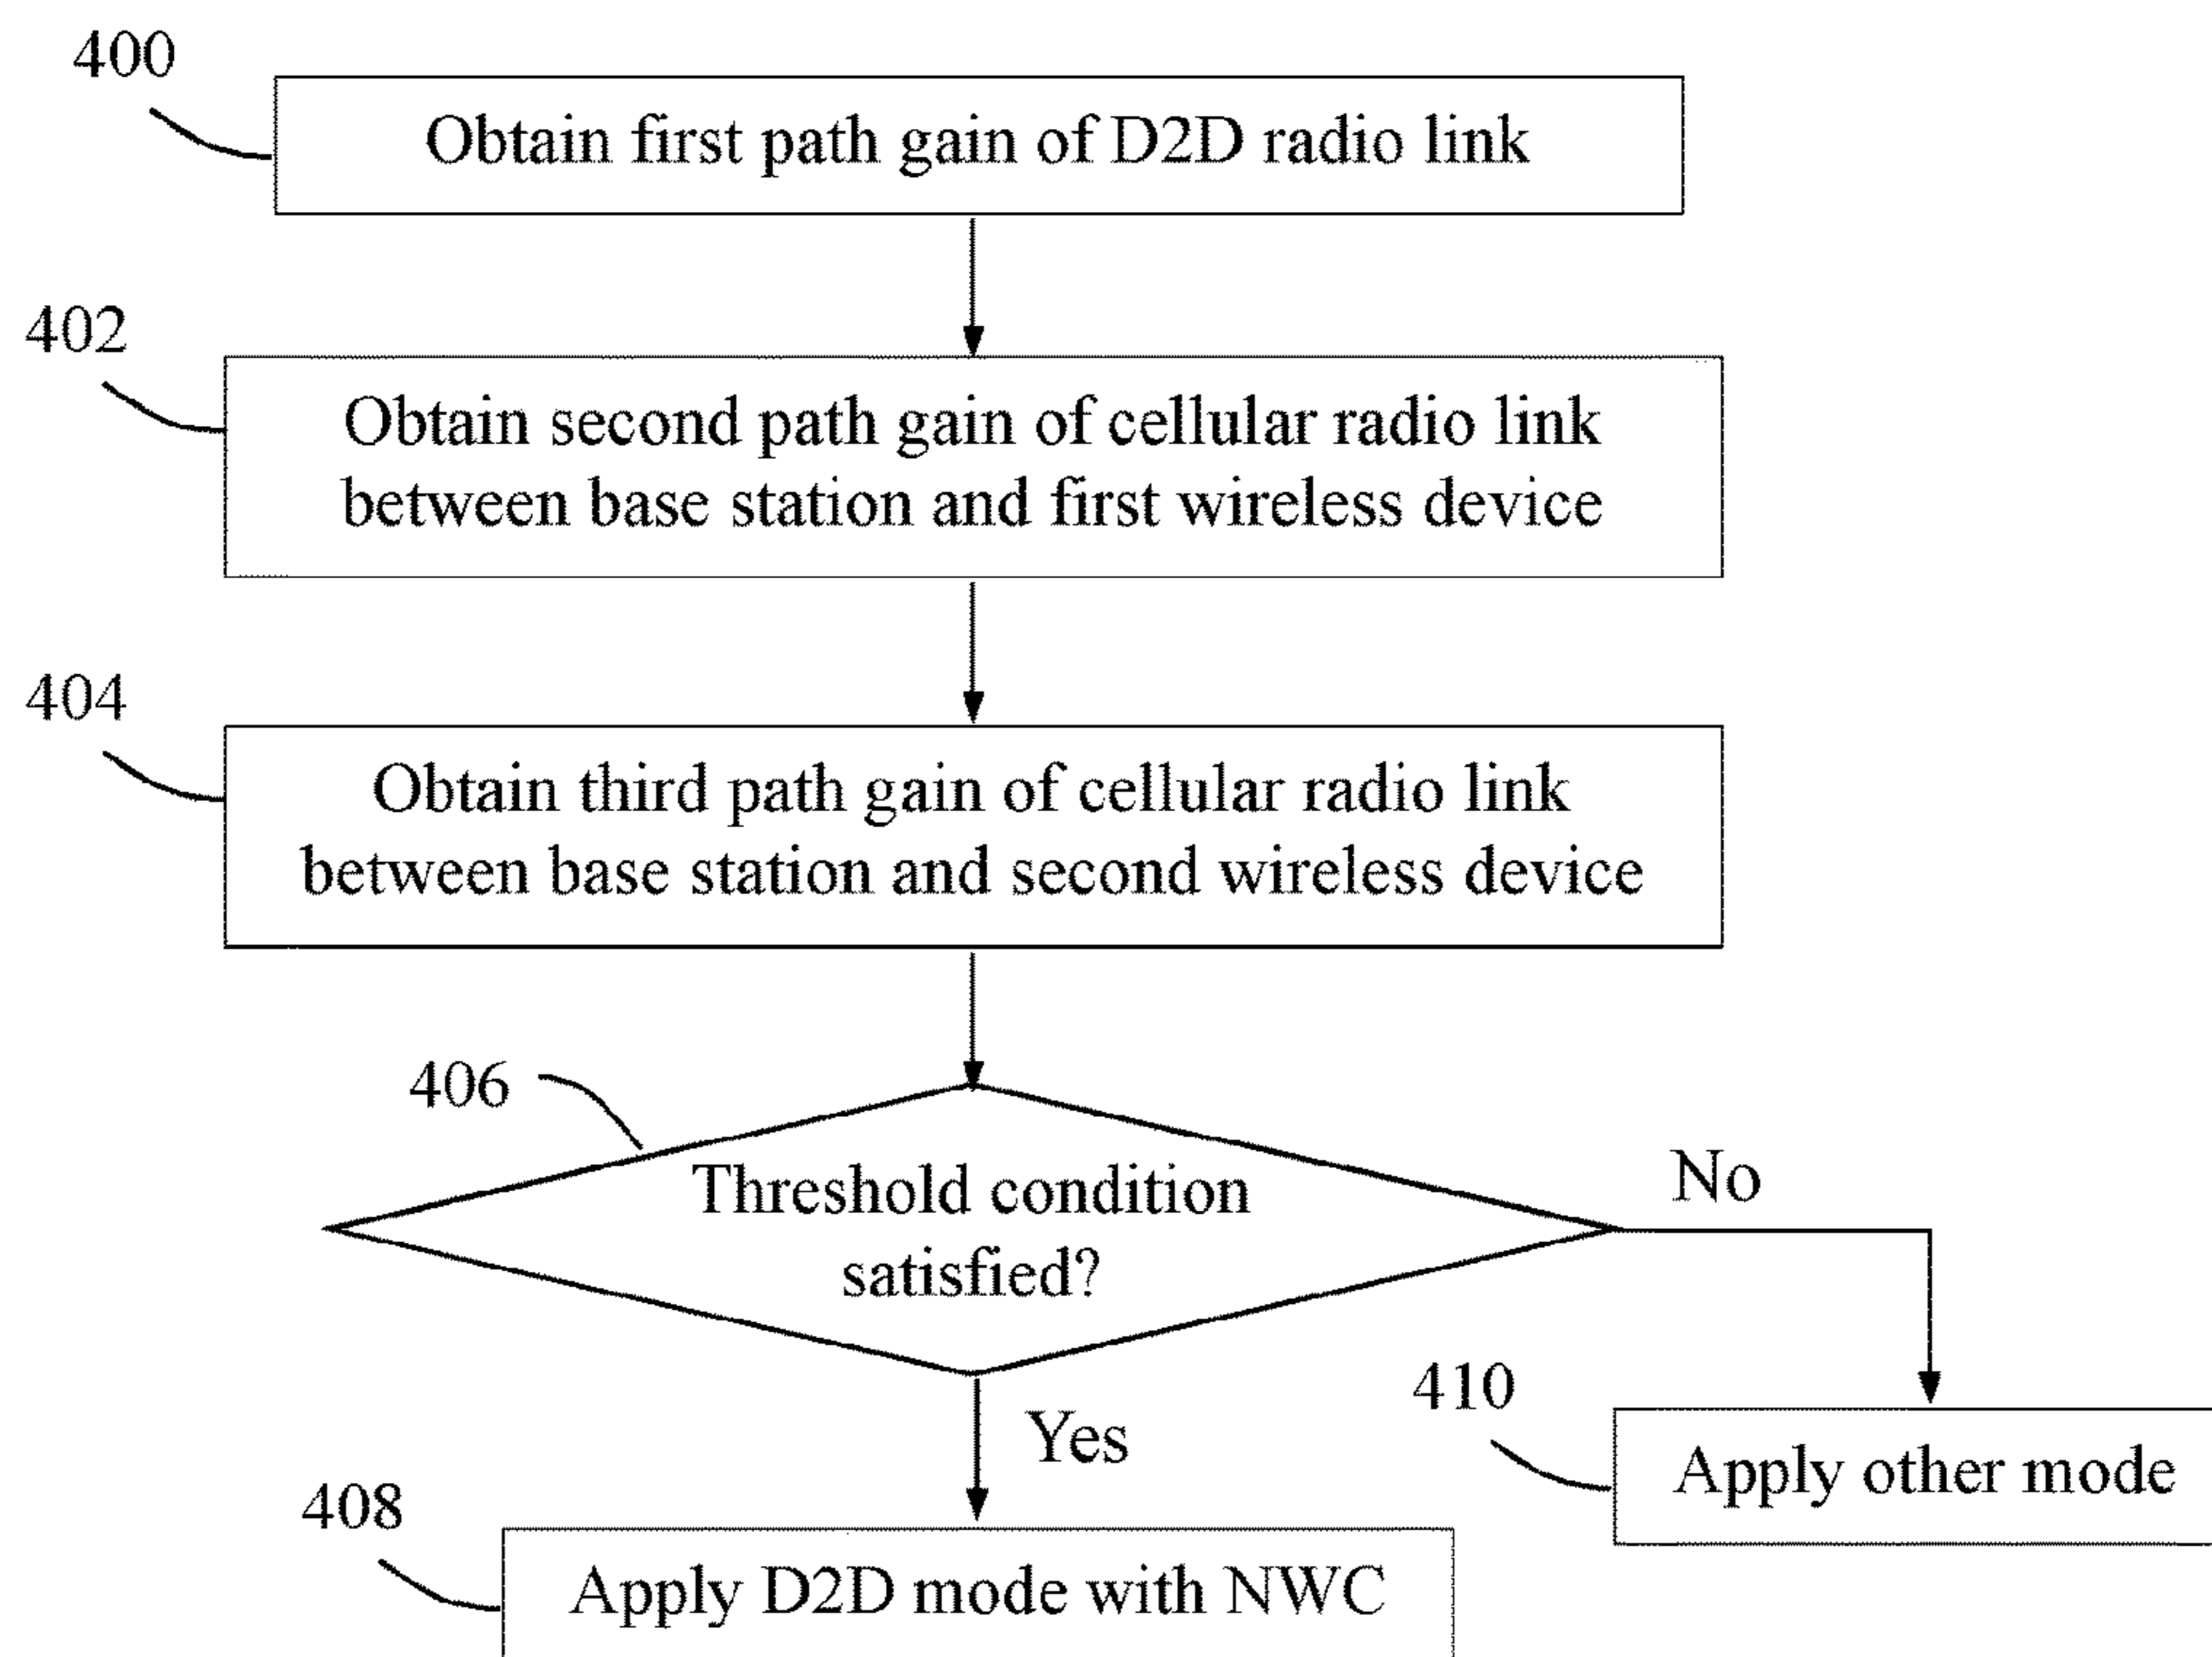 400
Obtain first path gain of D2D radio link
402
Obtain second path gain of cellular radio link
between base station and first wireless device
404
Obtain third path gain of cellular radio link
between base station and second wireless device
406
Threshold condition
satisfied?
No
Yes
410
Apply other mode
408
Apply D2D mode with NWC